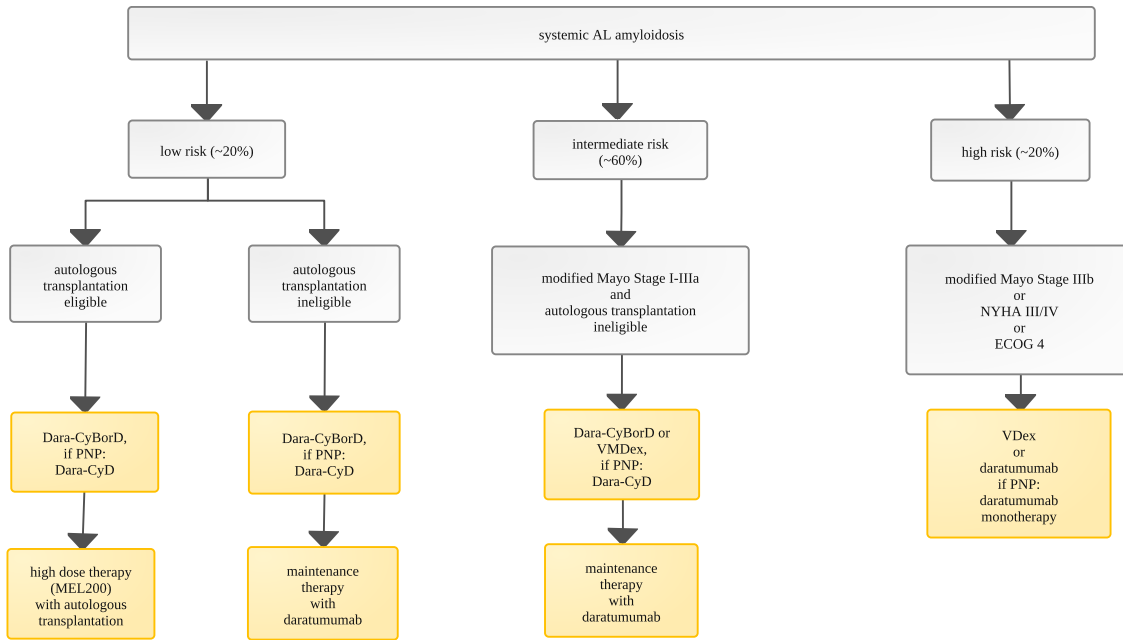 systemic AL amyloidosis
low risk (~20%)
intermediate risk
(~60%)
high risk (~20%)
autologous
transplantation
eligible
autologous
transplantation
ineligible
modified Mayo Stage I-IIIa
and
autologous transplantation
ineligible
modified Mayo Stage IIIb
or
NYHA III/IV
or
ECOG 4
Dara-CyBorD,
if PNP:
Dara-CyD
Dara-CyBorD,
if PNP:
Dara-CyD
Dara-CyBorD or
VMDex,
if PNP:
Dara-CyD
VDex
or
daratumumab
if PNP:
daratumumab
monotherapy
high dose therapy
(MEL200)
with autologous
transplantation
maintenance
therapy
with
daratumumab
maintenance
therapy
with
daratumumab